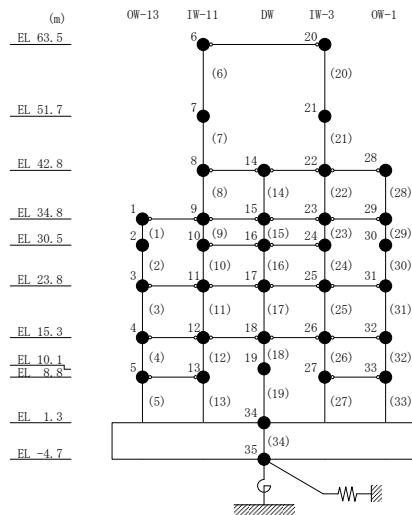 (m) OW-13 IW-11 DW IW-3 OW-1
EL 63.5 6 20
(6) (20)
EL 51.7 7 21
(7) (21)
EL 42.8 8 14 22 28
(8) (14) (22) (28)
EL 34.8 1 9 15 23 29
(1) (9) (15) (23) (29)
EL 30.5 2 10 16 24 30
(2) (10) (16) (24) (30)
EL 23.8 3 11 17 25 31
(3) (11) (17) (25) (31)
EL 15.3 4 12 18 26 32
(4) (12) (18) (26) (32)
EL 10.1 19
EL 8.8 5 13 27 33
(5) (13) (19) (27) (33)
EL 1.3 34
(34)
EL -4.7 35